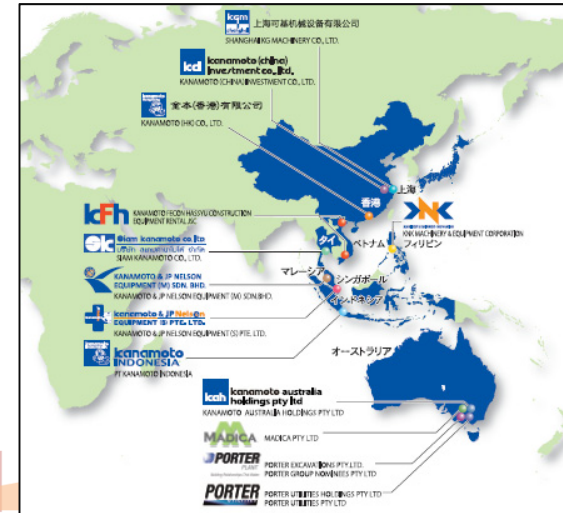 kgm
上海可基机械设备有限公司
SHANGHAI KG MACHINERY CO., LTD.
kd
kanamoto (china)
investment co.,ltd.
KANAMOTO (CHINA) INVESTMENT CO., LTD.
金本(香港)有限公司
KANAMOTO (HK) CO., LTD.
上海
香港
kFh
KANAMOTO FECON HASSYU CONSTRUCTION
EQUIPMENT RENTAL JSC
KNK
KNK MACHINERY & EQUIPMENT CORPORATION
フィリピン
タイ
ベトナム
sk
Siam kanamoto co.,ltd
SIAM KANAMOTO CO., LTD.
マレーシア
シンガポール
KANAMOTO & JP NELSON
EQUIPMENT (M) SDN. BHD.
KANAMOTO & JP NELSON EQUIPMENT (M) SDN.BHD.
インドネシア
kanamoto & JP Nelson
EQUIPMENT (S) PTE. LTD.
KANAMOTO & JP NELSON EQUIPMENT (S) PTE. LTD.
kanamoto
INDONESIA
PT KANAMOTO INDONESIA
オーストラリア
kah
kanamoto australia
holdings pty ltd
KANAMOTO AUSTRALIA HOLDINGS PTY LTD
MADICA
MADICA PTY LTD
PORTER
PLANT
PORTER EXCAVATIONS PTY. LTD.
PORTER GROUP NOMINEES PTY LTD
PORTER
UTILITIES
PORTER UTILITIES HOLDINGS PTY LTD
PORTER UTILITIES PTY LTD